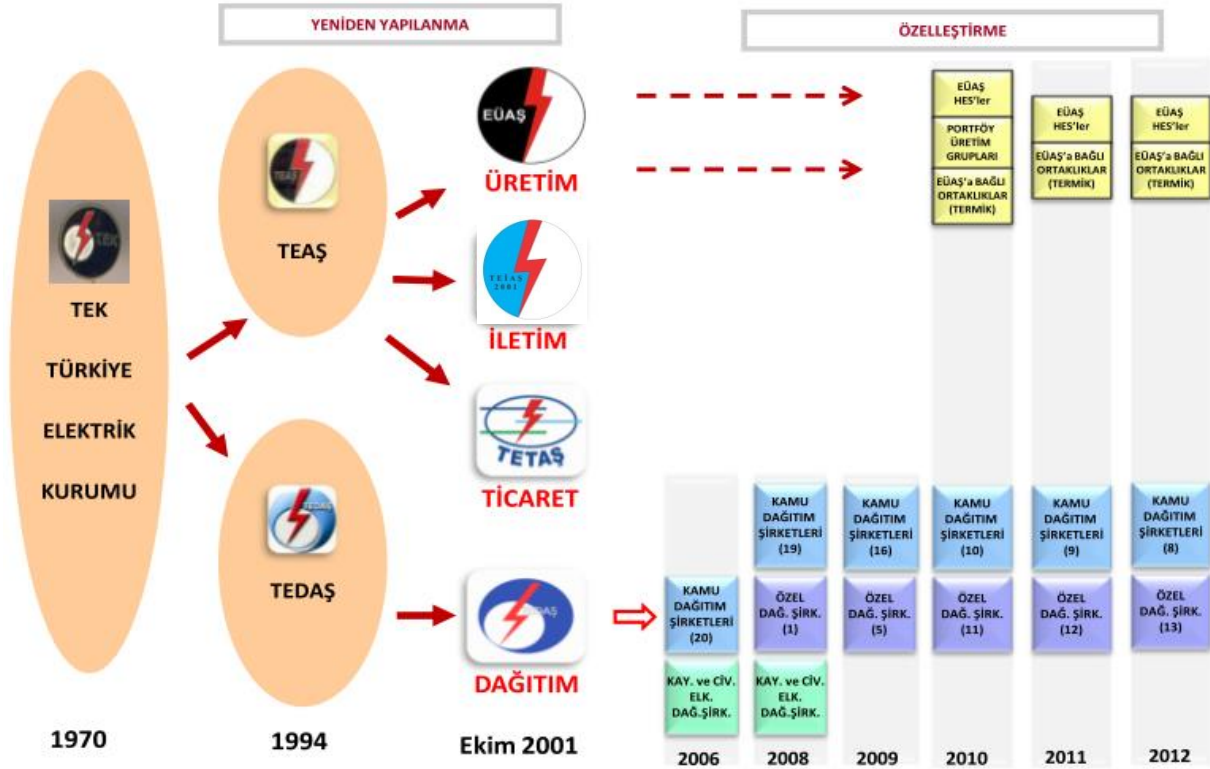 YENİDEN YAPILANMA
ÖZELLEŞTİRME
TEK
TEK
TÜRKİYE
ELEKTRİK
KURUMU
1970
TEAŞ
TEAŞ
TEDAŞ
TEDAŞ
1994
EÜAŞ
ÜRETİM
TEİAŞ
2001
İLETİM
TETAŞ
TİCARET
TEDAŞ
DAĞITIM
Ekim 2001
KAMU
DAĞITIM
ŞİRKETLERİ
(20)
KAY. ve CİV.
ELK.
DAĞ.ŞİRK.
2006
KAMU
DAĞITIM
ŞİRKETLERİ
(19)
ÖZEL
DAĞ. ŞİRK.
(1)
KAY. ve CİV.
ELK.
DAĞ.ŞİRK.
2008
KAMU
DAĞITIM
ŞİRKETLERİ
(16)
ÖZEL
DAĞ. ŞİRK.
(5)
2009
EÜAŞ
HES'ler
PORTFÖY
ÜRETİM
GRUPLARI
EÜAŞ'a BAĞLI
ORTAKLIKLAR
(TERMİK)
KAMU
DAĞITIM
ŞİRKETLERİ
(10)
ÖZEL
DAĞ. ŞİRK.
(11)
2010
EÜAŞ
HES'ler
EÜAŞ'a BAĞLI
ORTAKLIKLAR
(TERMİK)
KAMU
DAĞITIM
ŞİRKETLERİ
(9)
ÖZEL
DAĞ. ŞİRK.
(12)
2011
EÜAŞ
HES'ler
EÜAŞ'a BAĞLI
ORTAKLIKLAR
(TERMİK)
KAMU
DAĞITIM
ŞİRKETLERİ
(8)
ÖZEL
DAĞ. ŞİRK.
(13)
2012